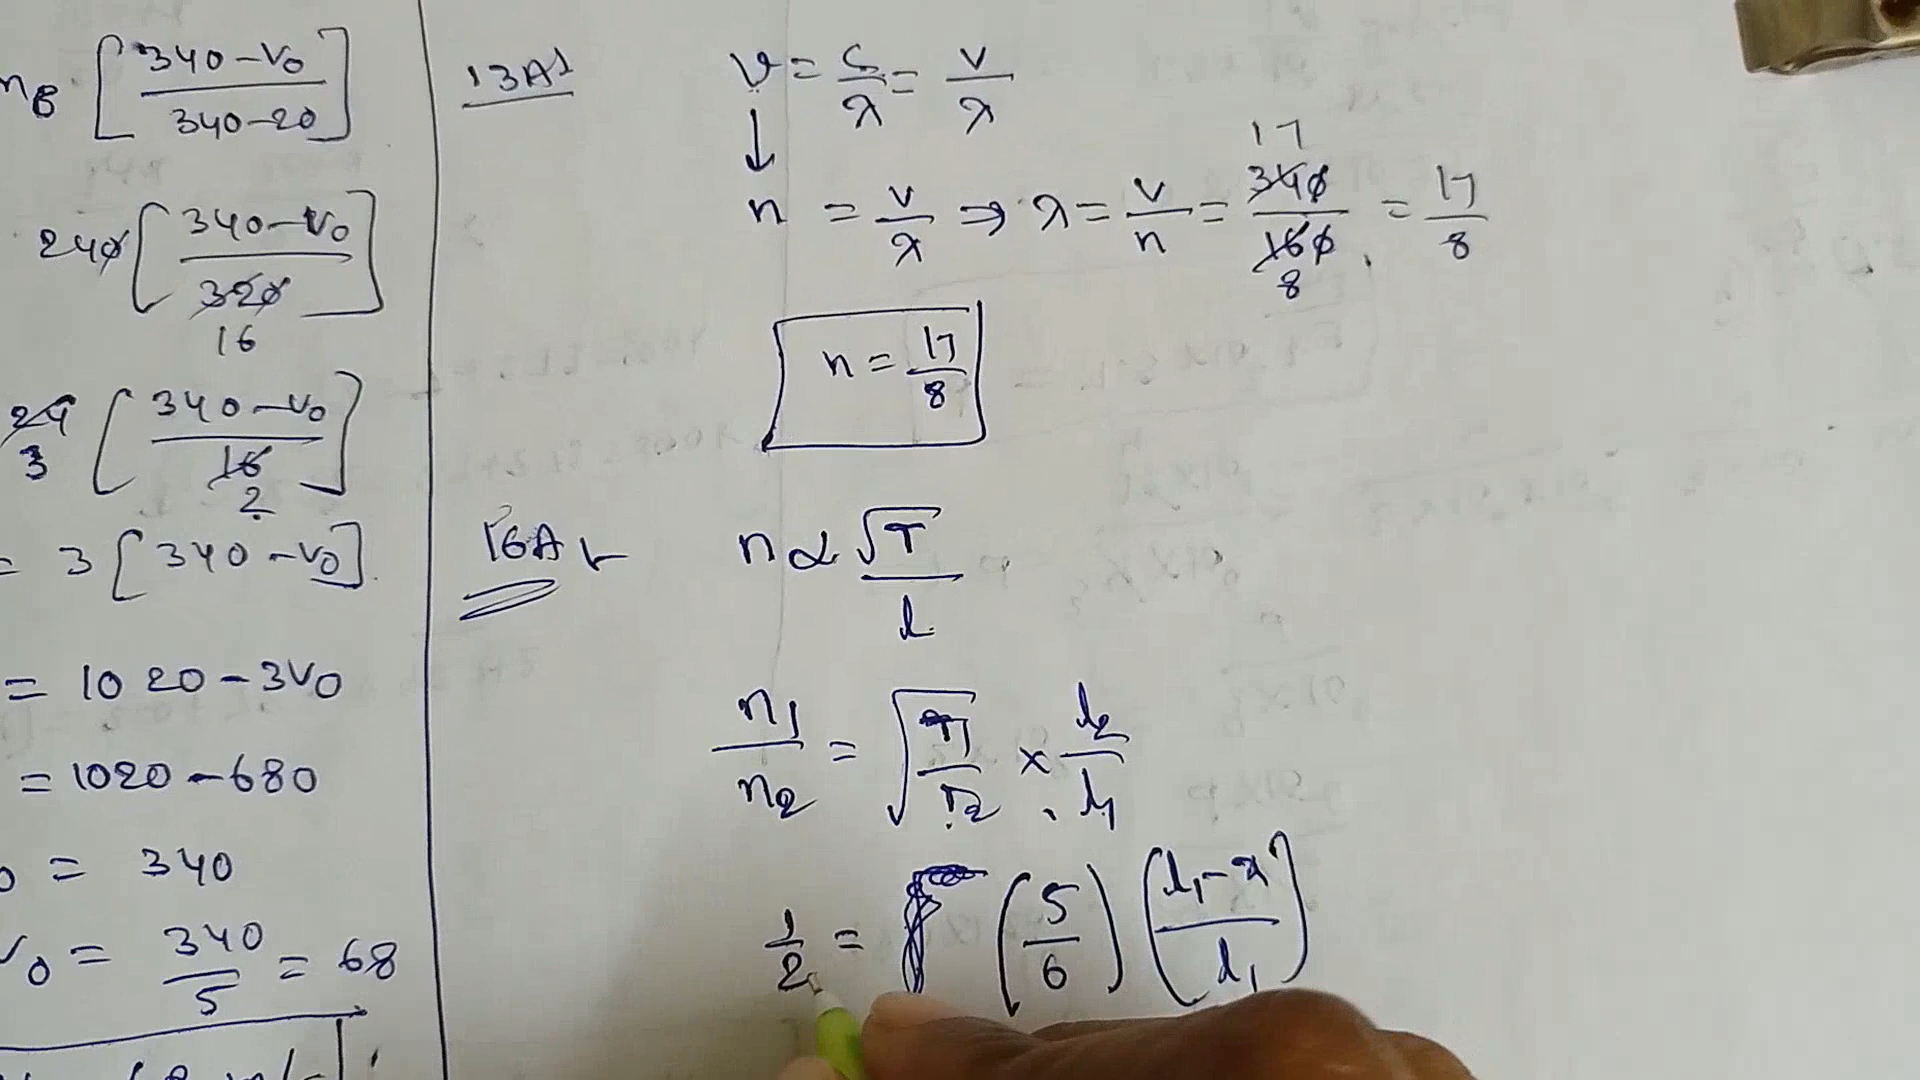 n_B [ (340-v₀)/(340-20) ]
240 [ (340-v₀)/320 ]
16
24 [ (340-v₀)/16 ]
3 2
= 3 [340-v₀]
= 1020-3v₀
= 1020-680
= 340
v₀ = 340/5 = 68
13A)
ν = c/λ = v/λ
↓
n = v/λ ⇒ λ = v/n = 340/160 = 17/8
17
8
n = 17/8
16A
n ∝ √T/l
n₁/n₂ = √(T₁/T₂) × l₂/l₁
1/2 = (5/6) ((l₁-x)/l₁)